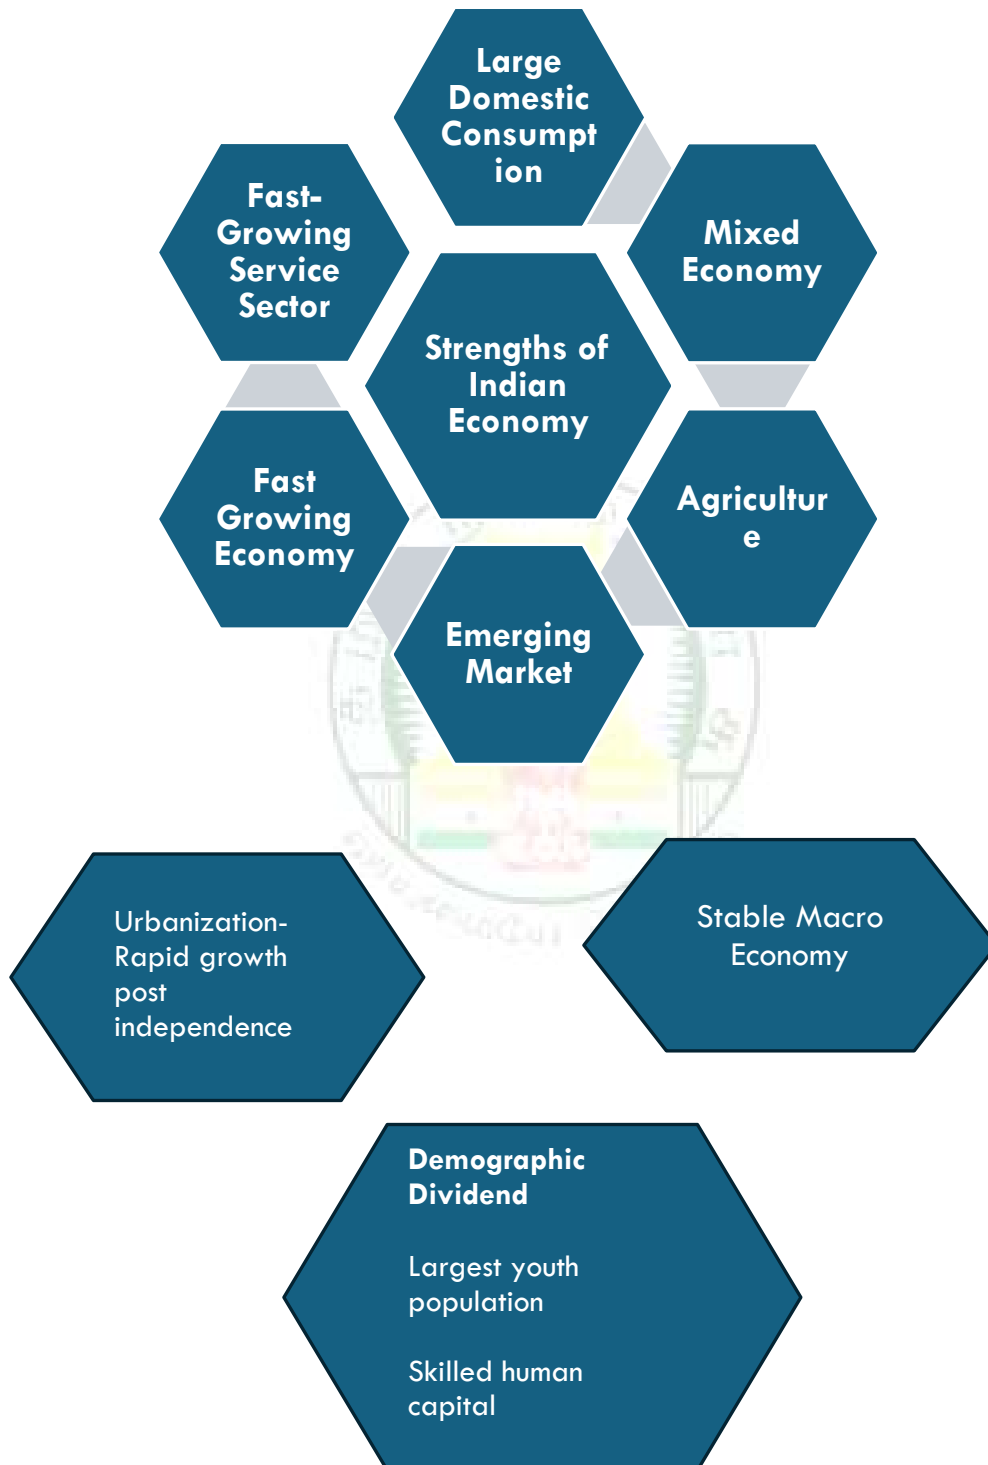 Large
Domestic
Consumpt
ion
Fast-
Growing
Service
Sector
Mixed
Economy
Strengths of
Indian
Economy
Fast
Growing
Economy
Agricultur
e
Emerging
Market
Urbanization-
Rapid growth
post
independence
Stable Macro
Economy
Demographic
Dividend
Largest youth
population
Skilled human
capital